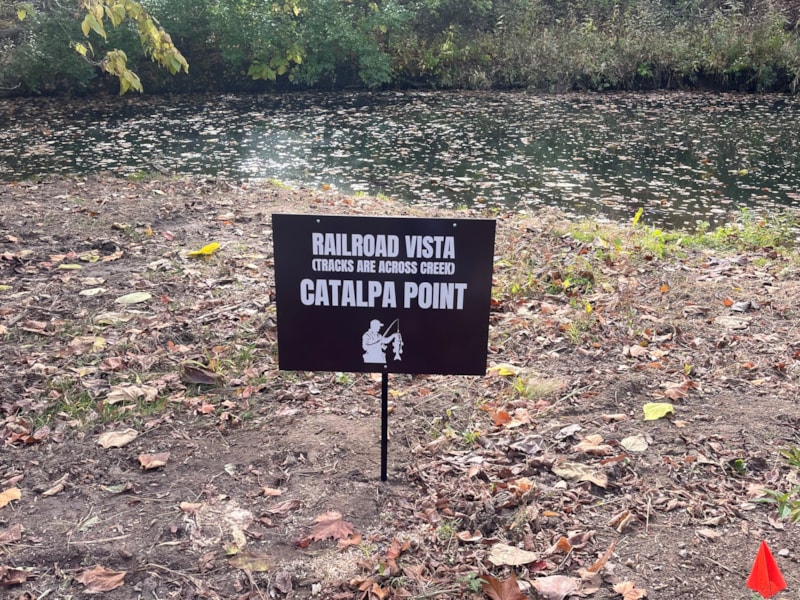 RAILROAD VISTA
(TRACKS ARE ACROSS CREEK)
CATALPA POINT